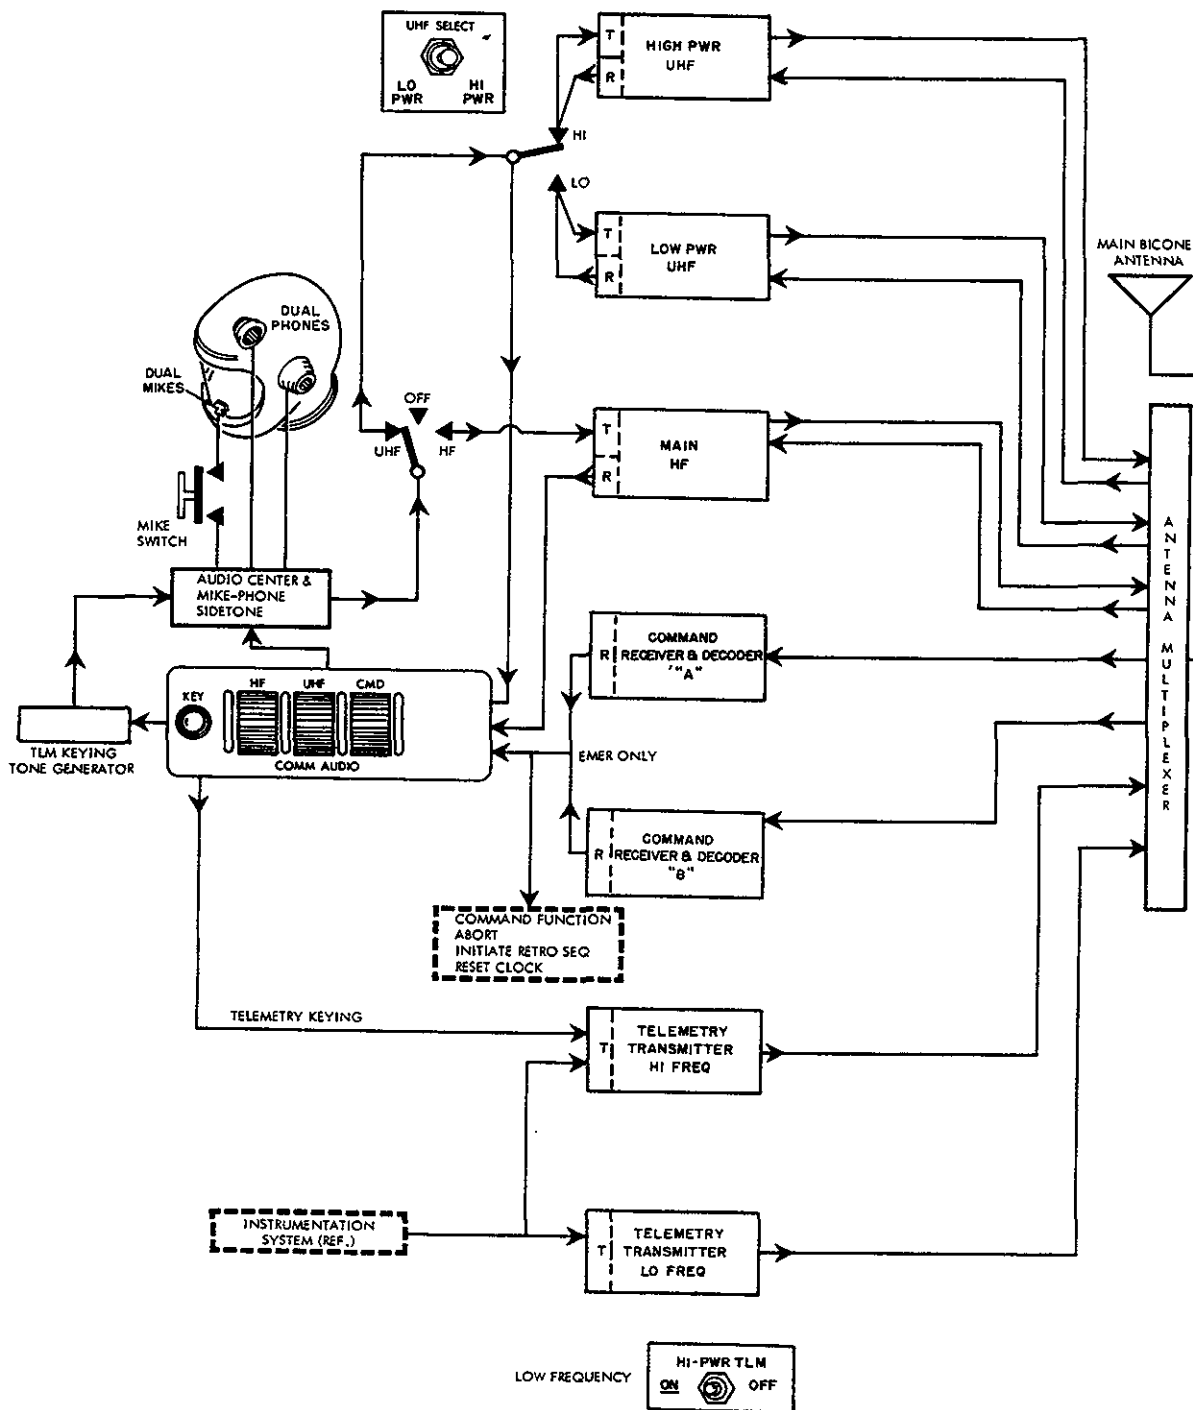 UHF SELECT
LO
PWR
HI
PWR
T
R
HIGH PWR
UHF
HI
LO
T
R
LOW PWR
UHF
MAIN BICONE
ANTENNA
DUAL
PHONES
DUAL
MIKES
OFF
UHF
HF
T
R
MAIN
HF
MIKE
SWITCH
AUDIO CENTER &
MIKE-PHONE
SIDETONE
ANTENNA MULTIPLEXER
R
COMMAND
RECEIVER & DECODER
"A"
KEY
HF
UHF
CMD
COMM AUDIO
TLM KEYING
TONE GENERATOR
EMER ONLY
R
COMMAND
RECEIVER & DECODER
"B"
COMMAND FUNCTION
ABORT
INITIATE RETRO SEQ
RESET CLOCK
TELEMETRY KEYING
T
TELEMETRY
TRANSMITTER
HI FREQ
INSTRUMENTATION
SYSTEM (REF.)
T
TELEMETRY
TRANSMITTER
LO FREQ
LOW FREQUENCY
HI-PWR TLM
ON
OFF